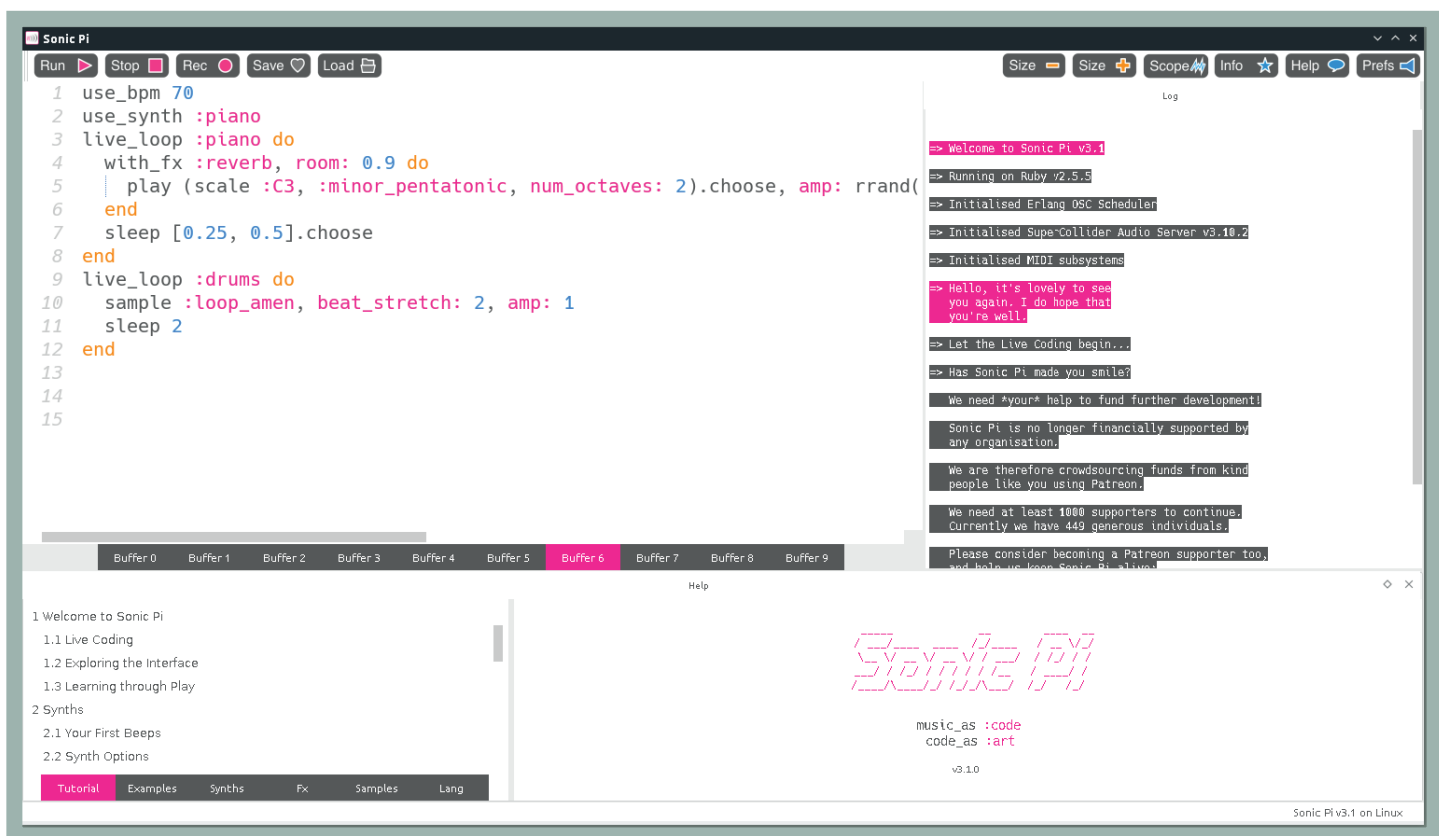 Sonic Pi
Run Stop Rec Save Load Size Size Scope Info Help Prefs
1 use_bpm 70
2 use_synth :piano
3 live_loop :piano do
4 with_fx :reverb, room: 0.9 do
5 play (scale :C3, :minor_pentatonic, num_octaves: 2).choose, amp: rrand(
6 end
7 sleep [0.25, 0.5].choose
8 end
9 live_loop :drums do
10 sample :loop_amen, beat_stretch: 2, amp: 1
11 sleep 2
12 end
13
14
15
Log
=> Welcome to Sonic Pi v3.1
=> Running on Ruby v2.5.5
=> Initialised Erlang OSC Scheduler
=> Initialised SuperCollider Audio Server v3.10.2
=> Initialised MIDI subsystems
=> Hello, it's lovely to see
you again. I do hope that
you're well.
=> Let the Live Coding begin...
=> Has Sonic Pi made you smile?
We need *your* help to fund further development!
Sonic Pi is no longer financially supported by
any organisation.
We are therefore crowdsourcing funds from kind
people like you using Patreon.
We need at least 1000 supporters to continue.
Currently we have 449 generous individuals.
Please consider becoming a Patreon supporter too,
and help us keep Sonic Pi alive:
Buffer 0 Buffer 1 Buffer 2 Buffer 3 Buffer 4 Buffer 5 Buffer 6 Buffer 7 Buffer 8 Buffer 9
Help
1 Welcome to Sonic Pi
1.1 Live Coding
1.2 Exploring the Interface
1.3 Learning through Play
2 Synths
2.1 Your First Beeps
2.2 Synth Options
Tutorial Examples Synths Fx Samples Lang
Sonic Pi
music_as :code
code_as :art
v3.1.0
Sonic Pi v3.1 on Linux